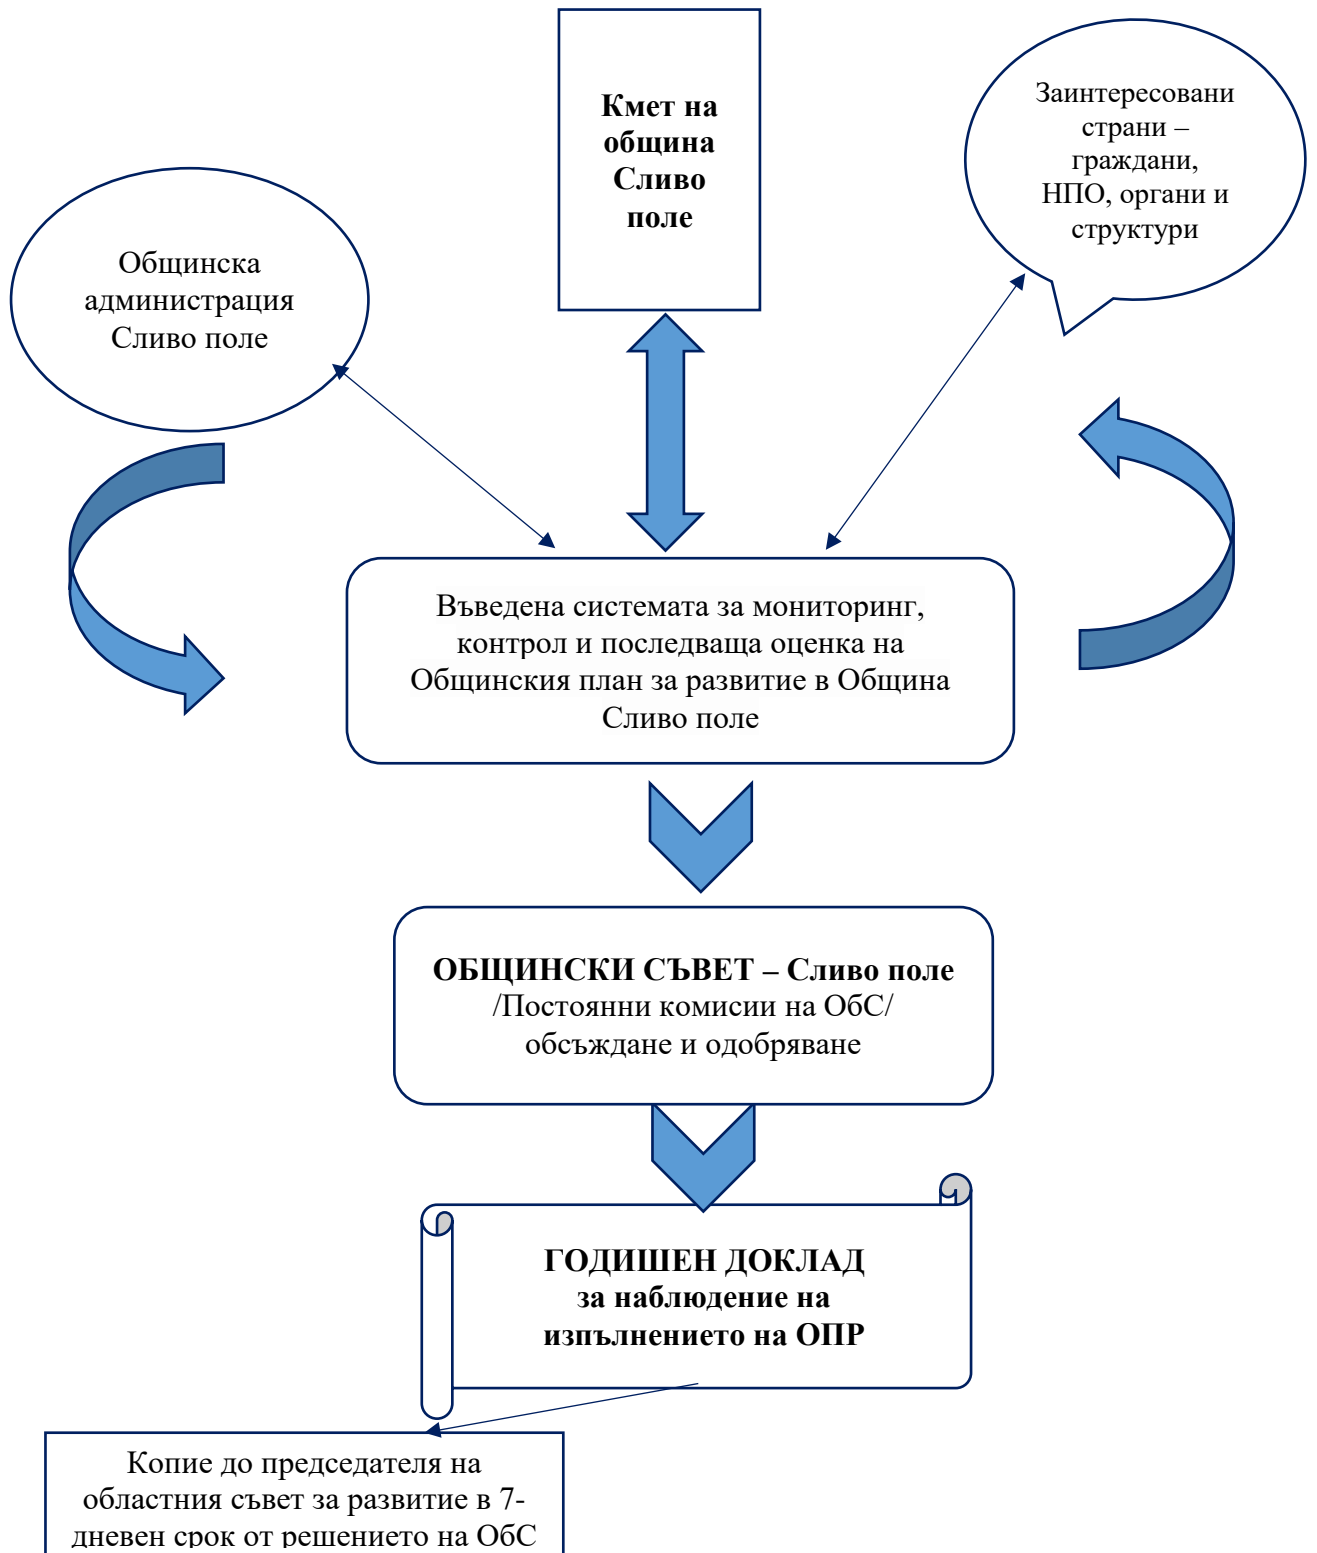 Кмет на
община
Сливо
поле
Заинтересовани
страни –
граждани,
НПО, органи и
структури
Общинска
администрация
Сливо поле
Въведена системата за мониторинг,
контрол и последваща оценка на
Общинския план за развитие в Община
Сливо поле
ОБЩИНСКИ СЪВЕТ – Сливо поле
/Постоянни комисии на ОбС/
обсъждане и одобряване
ГОДИШЕН ДОКЛАД
за наблюдение на
изпълнението на ОПР
Копие до председателя на
областния съвет за развитие в 7-
дневен срок от решението на ОбС